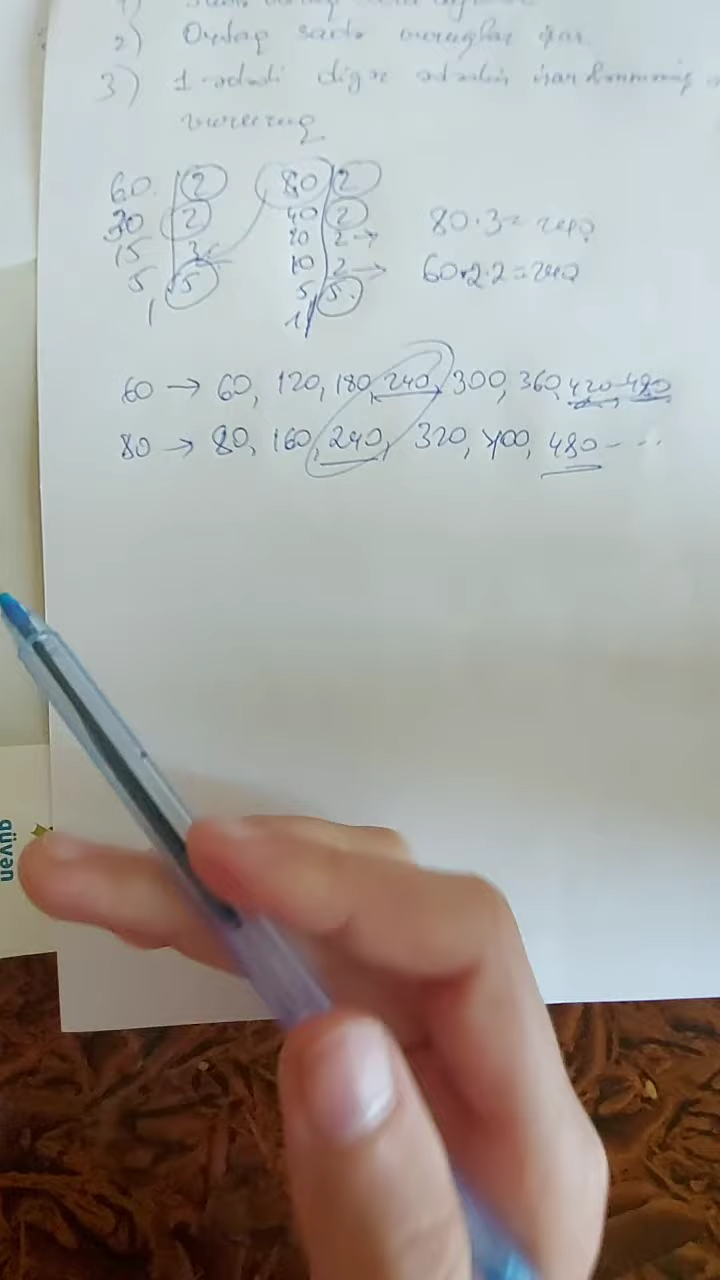 2) Ortaq sadə vuruqlar
3) 1-ədədi digər ədədin
60 | 2 80 | 2
30 | 2 40 | 2 80·3=240
15 | 3 20 | 2 →
5 | 5 10 | 2 → 60·2·2=240
1 5 | 5
1
60 → 60, 120, 180, 240, 300, 360, 420, 480
80 → 80, 160, 240, 320, 400, 480 - ...
güvən